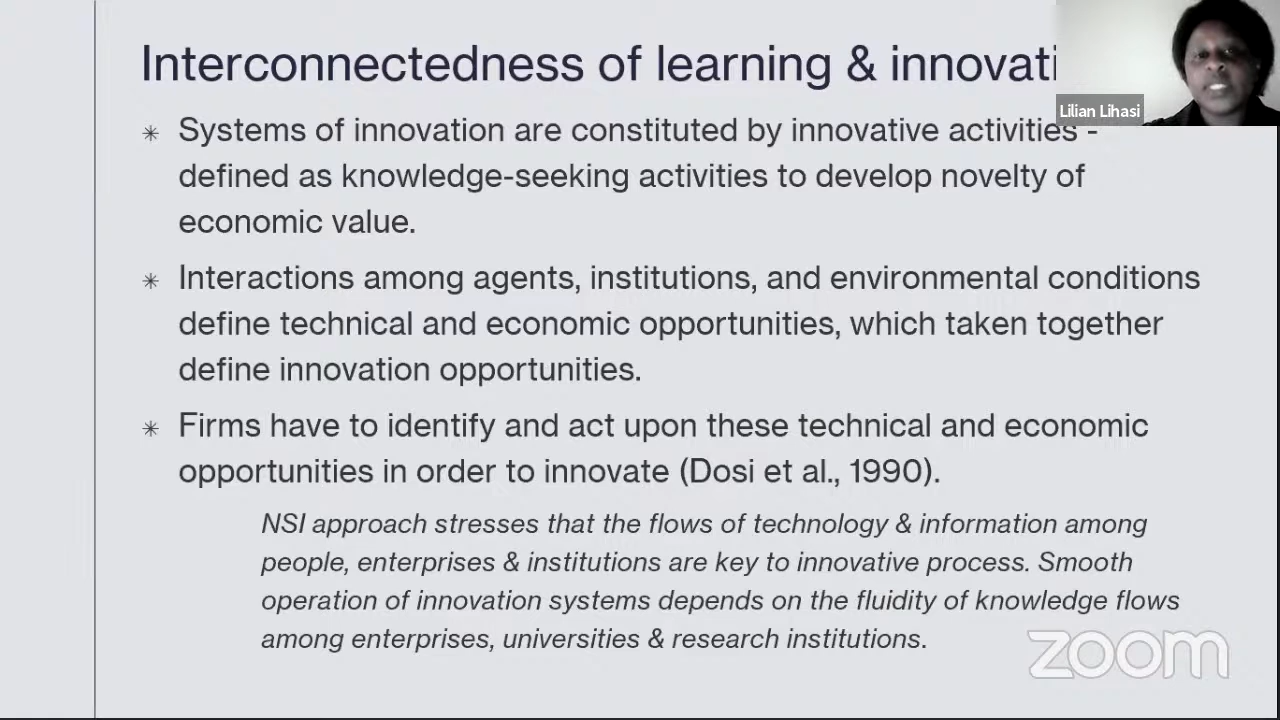 Interconnectedness of learning & innovati
Lilian Lihasi
✳ Systems of innovation are constituted by innovative activities -
defined as knowledge-seeking activities to develop novelty of
economic value.
✳ Interactions among agents, institutions, and environmental conditions
define technical and economic opportunities, which taken together
define innovation opportunities.
✳ Firms have to identify and act upon these technical and economic
opportunities in order to innovate (Dosi et al., 1990).
NSI approach stresses that the flows of technology & information among
people, enterprises & institutions are key to innovative process. Smooth
operation of innovation systems depends on the fluidity of knowledge flows
among enterprises, universities & research institutions.
zoom